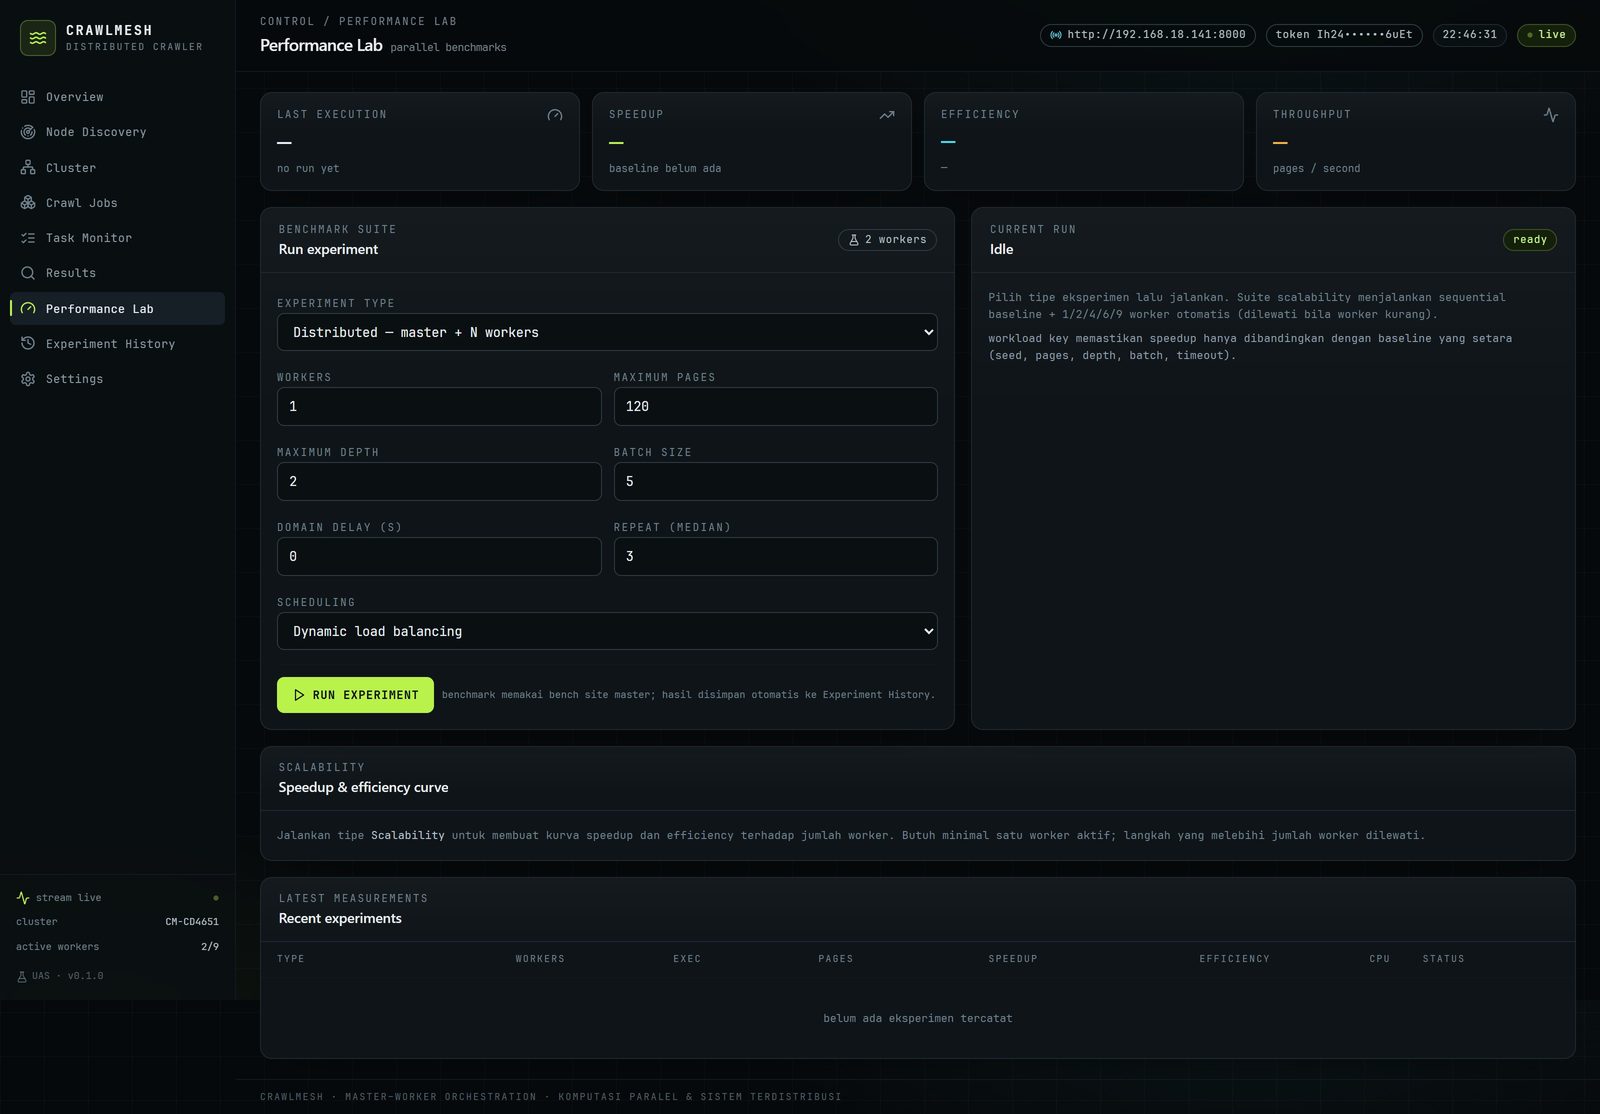 CRAWLMESH
DISTRIBUTED CRAWLER
Overview
Node Discovery
Cluster
Crawl Jobs
Task Monitor
Results
Performance Lab
Experiment History
Settings
stream live
cluster CM-CD4651
active workers 2/9
UAS · v0.1.0
CONTROL / PERFORMANCE LAB
Performance Lab parallel benchmarks
http://192.168.18.141:8000
token Ih24••••••6uEt
22:46:31
live
LAST EXECUTION
—
no run yet
SPEEDUP
—
baseline belum ada
EFFICIENCY
—
—
THROUGHPUT
—
pages / second
BENCHMARK SUITE
Run experiment
2 workers
EXPERIMENT TYPE
Distributed — master + N workers
WORKERS
1
MAXIMUM PAGES
120
MAXIMUM DEPTH
2
BATCH SIZE
5
DOMAIN DELAY (S)
0
REPEAT (MEDIAN)
3
SCHEDULING
Dynamic load balancing
RUN EXPERIMENT
benchmark memakai bench site master; hasil disimpan otomatis ke Experiment History.
CURRENT RUN
Idle
ready
Pilih tipe eksperimen lalu jalankan. Suite scalability menjalankan sequential
baseline + 1/2/4/6/9 worker otomatis (dilewati bila worker kurang).
workload key memastikan speedup hanya dibandingkan dengan baseline yang setara
(seed, pages, depth, batch, timeout).
SCALABILITY
Speedup & efficiency curve
Jalankan tipe Scalability untuk membuat kurva speedup dan efficiency terhadap jumlah worker. Butuh minimal satu worker aktif; langkah yang melebihi jumlah worker dilewati.
LATEST MEASUREMENTS
Recent experiments
TYPE WORKERS EXEC PAGES SPEEDUP EFFICIENCY CPU STATUS
belum ada eksperimen tercatat
CRAWLMESH · MASTER-WORKER ORCHESTRATION · KOMPUTASI PARALEL & SISTEM TERDISTRIBUSI